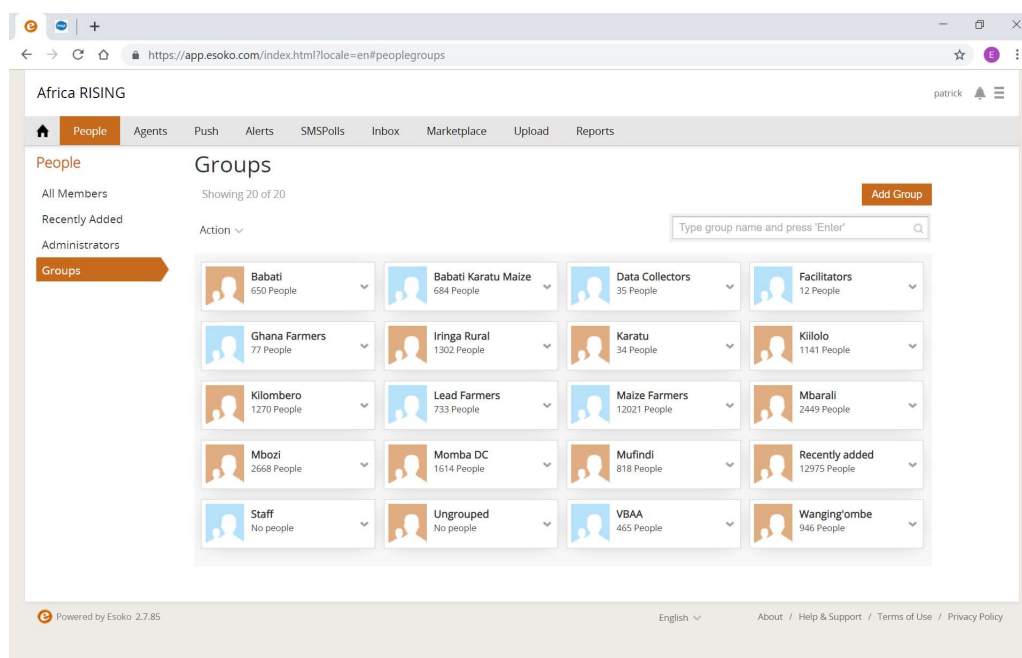 https://app.esoko.com/index.html?locale=en#peoplegroups
E
Africa RISING
patrick
People
Agents
Push
Alerts
SMSPolls
Inbox
Marketplace
Upload
Reports
People
All Members
Recently Added
Administrators
Groups
Groups
Showing 20 of 20
Add Group
Action
Type group name and press 'Enter'
Babati
650 People
Babati Karatu Maize
684 People
Data Collectors
35 People
Facilitators
12 People
Ghana Farmers
77 People
Iringa Rural
1302 People
Karatu
34 People
Kiilolo
1141 People
Kilombero
1270 People
Lead Farmers
733 People
Maize Farmers
12021 People
Mbarali
2449 People
Mbozi
2668 People
Momba DC
1614 People
Mufindi
818 People
Recently added
12975 People
Staff
No people
Ungrouped
No people
VBAA
465 People
Wanging'ombe
946 People
Powered by Esoko 2.7.85
English
About / Help & Support / Terms of Use / Privacy Policy